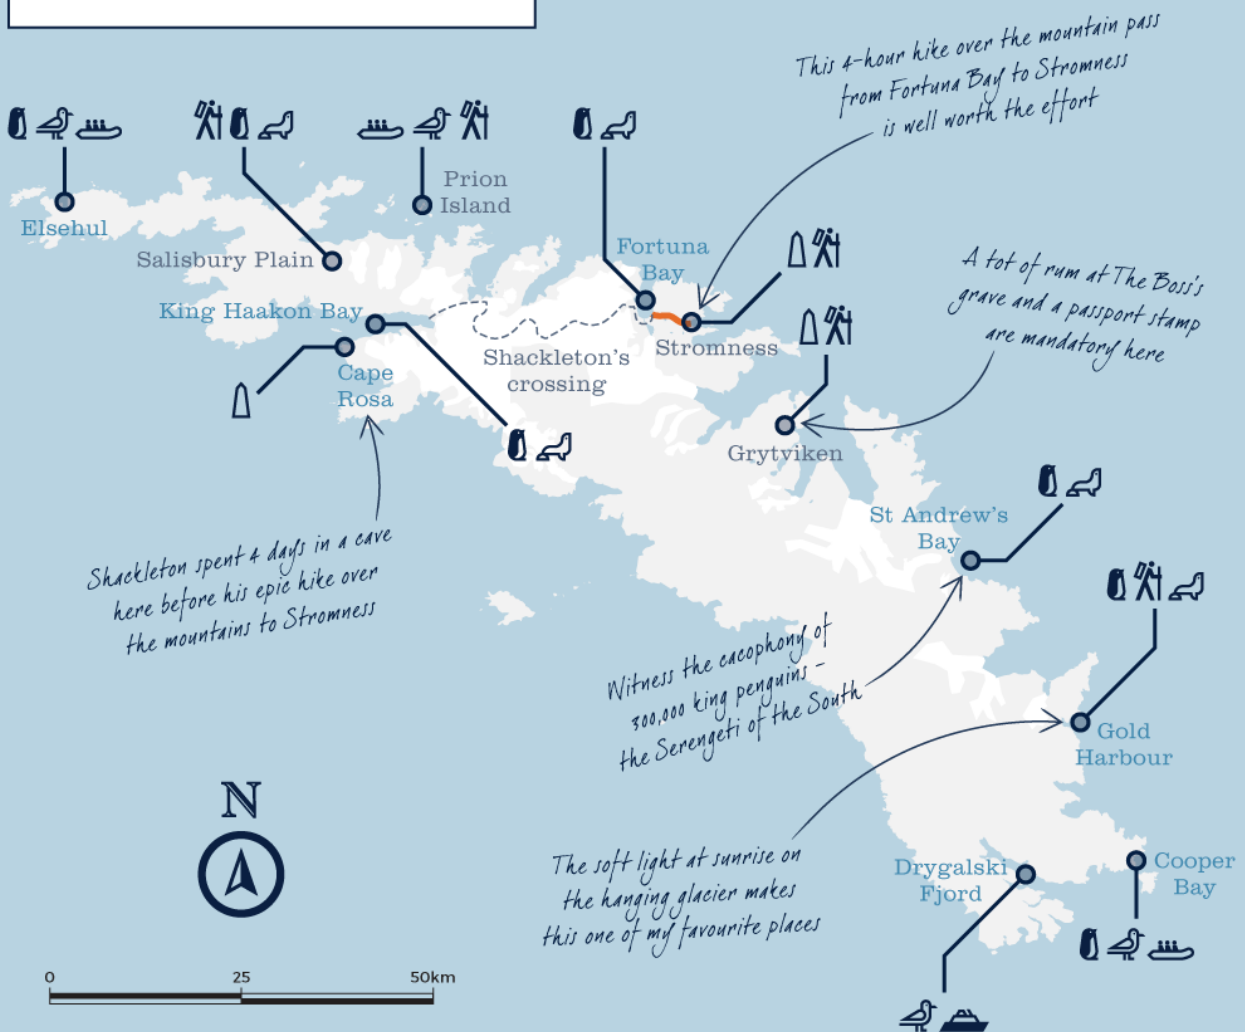 This 4-hour hike over the mountain pass
from Fortuna Bay to Stromness
is well worth the effort
Elsehul
Prion
Island
Salisbury Plain
Fortuna
Bay
King Haakon Bay
Cape
Rosa
Shackleton's
crossing
Stromness
A tot of rum at The Boss's
grave and a passport stamp
are mandatory here
Grytviken
St Andrew's
Bay
Shackleton spent 4 days in a cave
here before his epic hike over
the mountains to Stromness
Witness the cacophony of
300,000 king penguins –
the Serengeti of the South
Gold
Harbour
N
The soft light at sunrise on
the hanging glacier makes
this one of my favourite places
Drygalski
Fjord
Cooper
Bay
0 25 50km